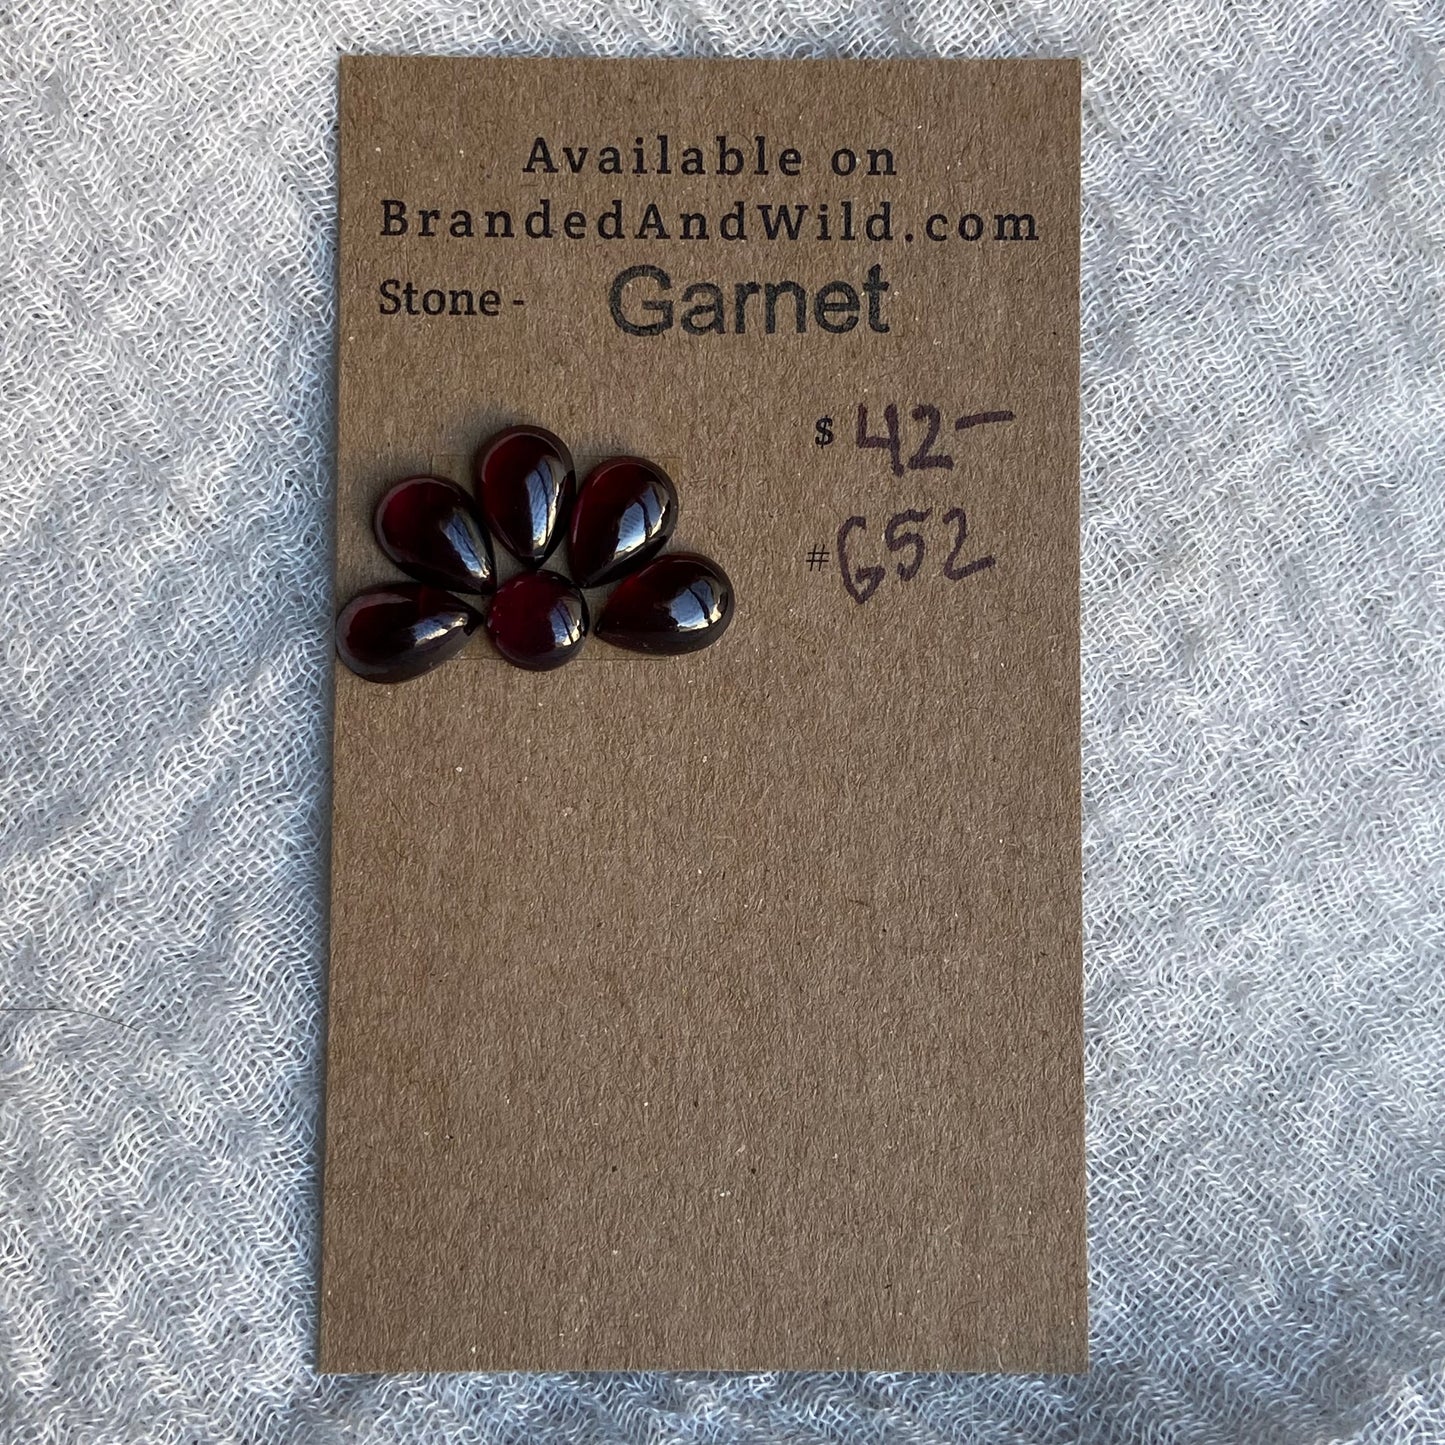 Available on
BrandedAndWild.com
Stone - Garnet
$ 42-
# G52